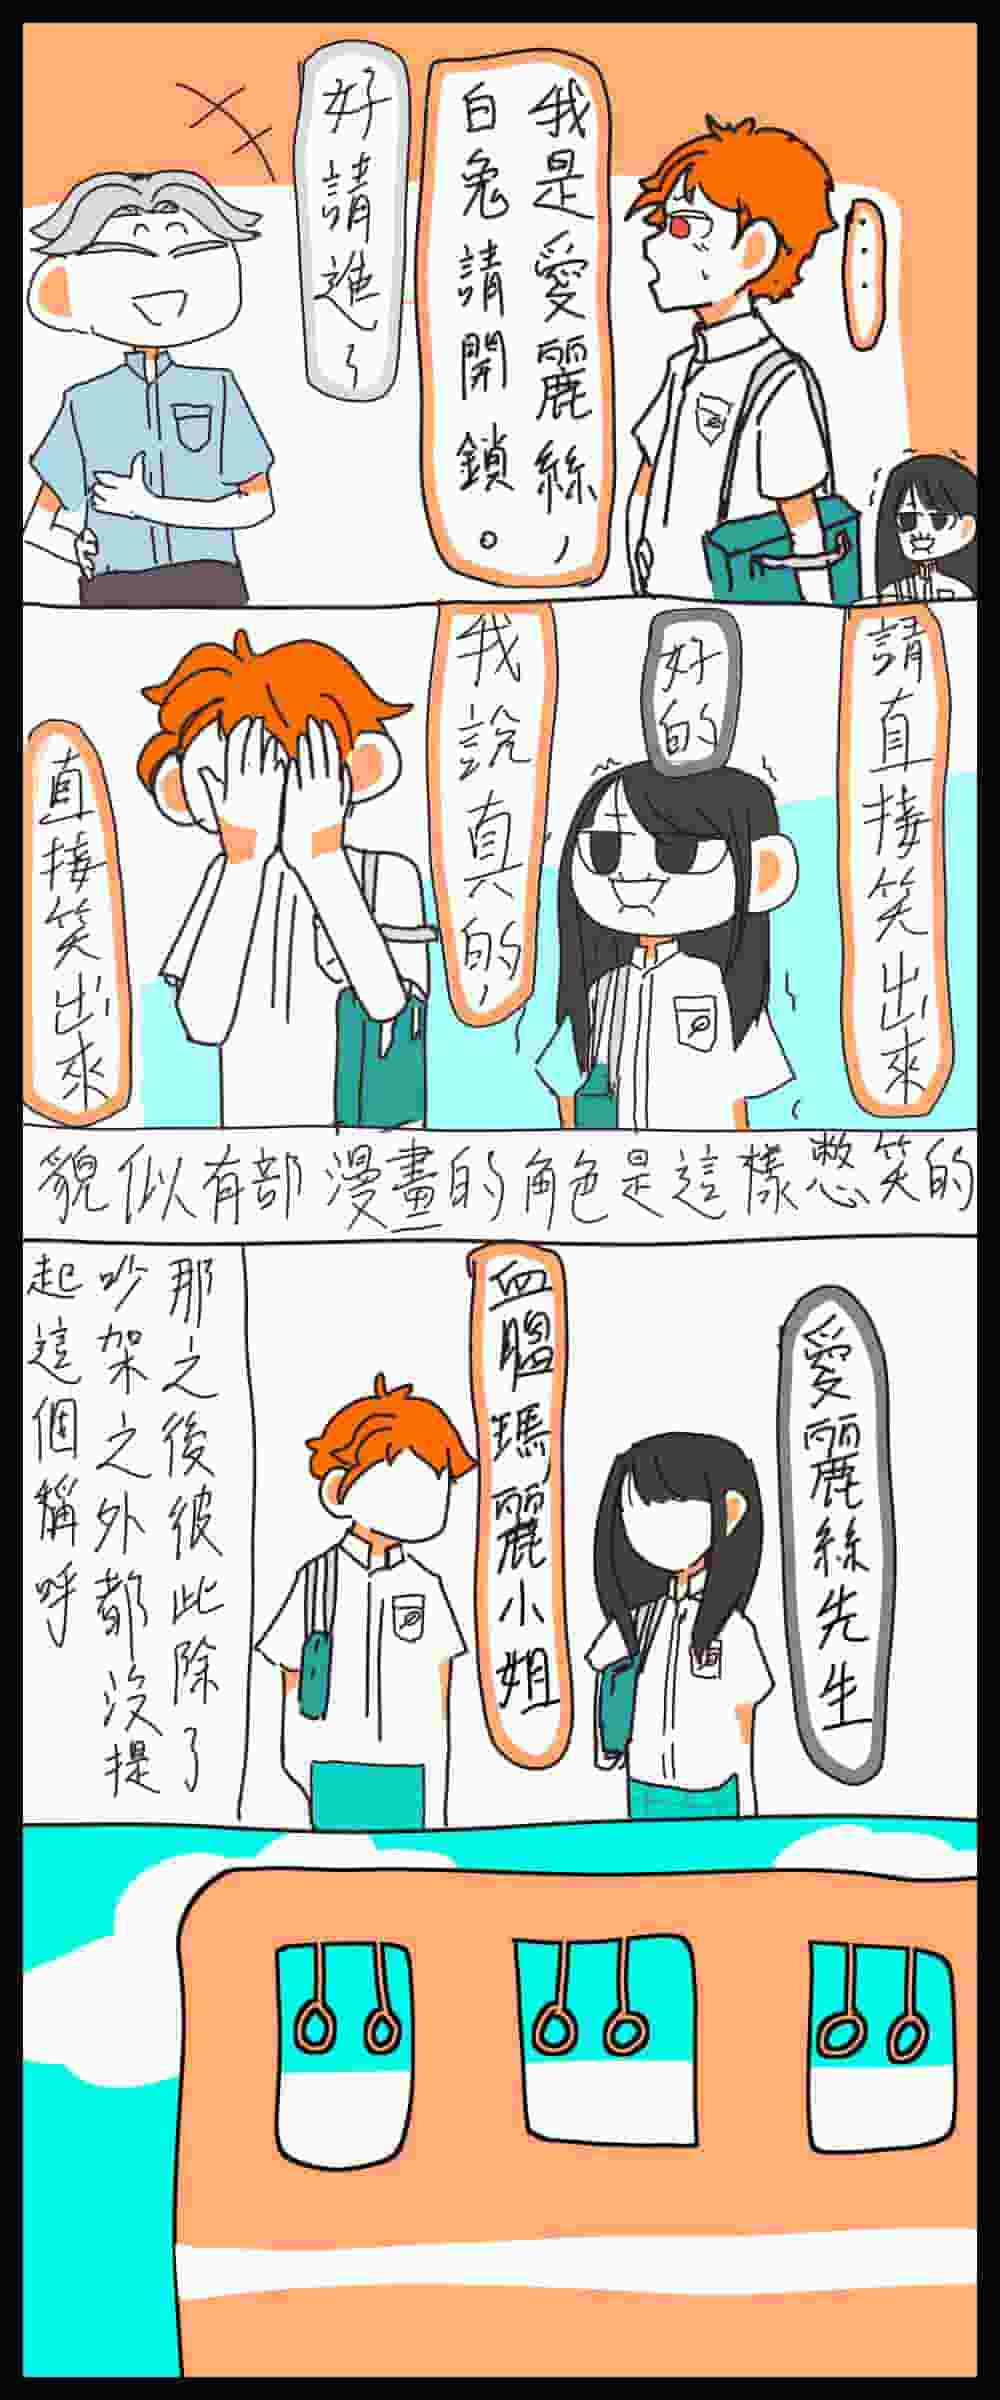 ……
我是愛麗絲，
白兔請開鎖。
好請進了
請直接笑出來
好的
我說真的，
直接笑出來
貌似有部漫畫的角色是這樣憋笑的
愛麗絲先生
血腥瑪麗小姐
那之後彼此除了
吵架之外都沒提
起這個稱呼